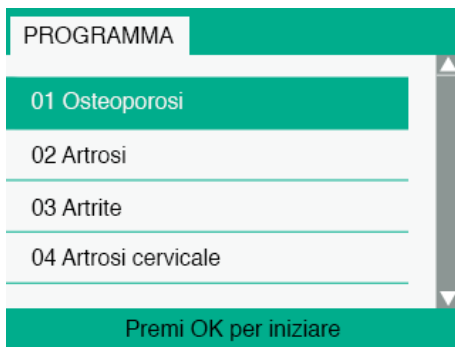 PROGRAMMA
01 Osteoporosi
02 Artrosi
03 Artrite
04 Artrosi cervicale
Premi OK per iniziare